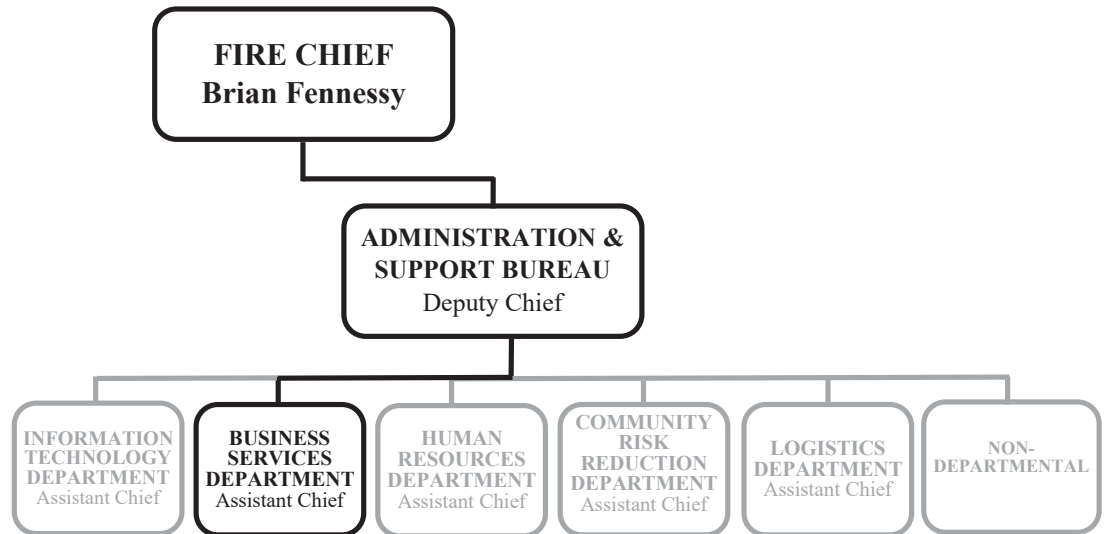 FIRE CHIEF
Brian Fennessy
ADMINISTRATION &
SUPPORT BUREAU
Deputy Chief
INFORMATION
TECHNOLOGY
DEPARTMENT
Assistant Chief
BUSINESS
SERVICES
DEPARTMENT
Assistant Chief
HUMAN
RESOURCES
DEPARTMENT
Assistant Chief
COMMUNITY
RISK
REDUCTION
DEPARTMENT
Assistant Chief
LOGISTICS
DEPARTMENT
Assistant Chief
NON-
DEPARTMENTAL